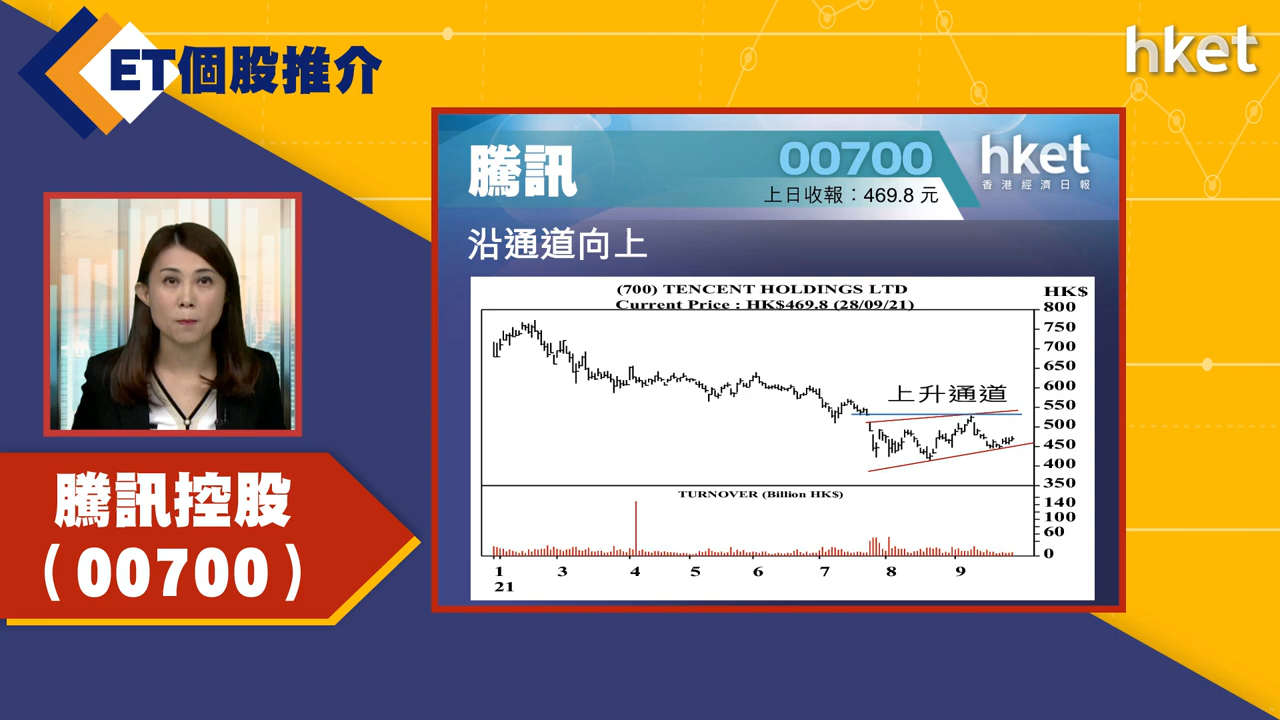 ET個股推介
hket
騰訊
00700
上日收報：469.8 元
hket
香港經濟日報
沿通道向上
(700) TENCENT HOLDINGS LTD
Current Price : HK$469.8 (28/09/21)
HK$
800
750
700
650
600
550
500
450
400
350
上升通道
TURNOVER (Billion HK$)
140
100
60
0
1 3 4 5 6 7 8 9
21
騰訊控股
（00700）